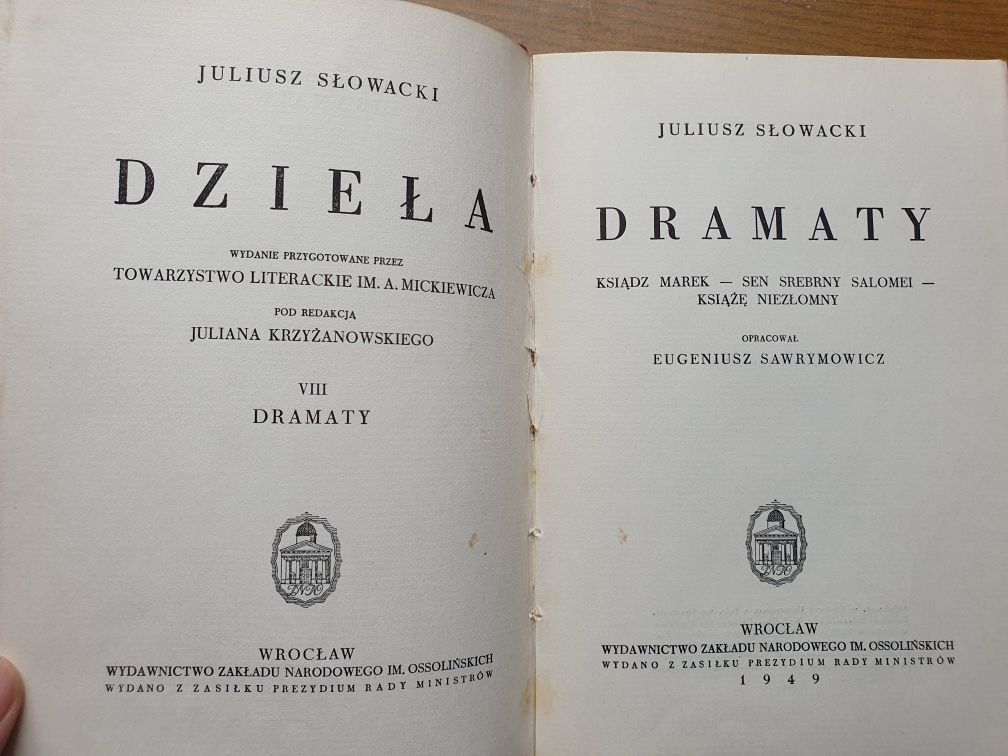 JULIUSZ SŁOWACKI
DZIEŁA
WYDANIE PRZYGOTOWANE PRZEZ
TOWARZYSTWO LITERACKIE IM. A. MICKIEWICZA
POD REDAKCJĄ
JULIANA KRZYŻANOWSKIEGO
VIII
DRAMATY
WROCŁAW
WYDAWNICTWO ZAKŁADU NARODOWEGO IM. OSSOLIŃSKICH
WYDANO Z ZASIŁKU PREZYDIUM RADY MINISTRÓW
JULIUSZ SŁOWACKI
DRAMATY
KSIĄDZ MAREK — SEN SREBRNY SALOMEI —
KSIĄŻĘ NIEZŁOMNY
OPRACOWAŁ
EUGENIUSZ SAWRYMOWICZ
WROCŁAW
WYDAWNICTWO ZAKŁADU NARODOWEGO IM. OSSOLIŃSKICH
WYDANO Z ZASIŁKU PREZYDIUM RADY MINISTRÓW
1949